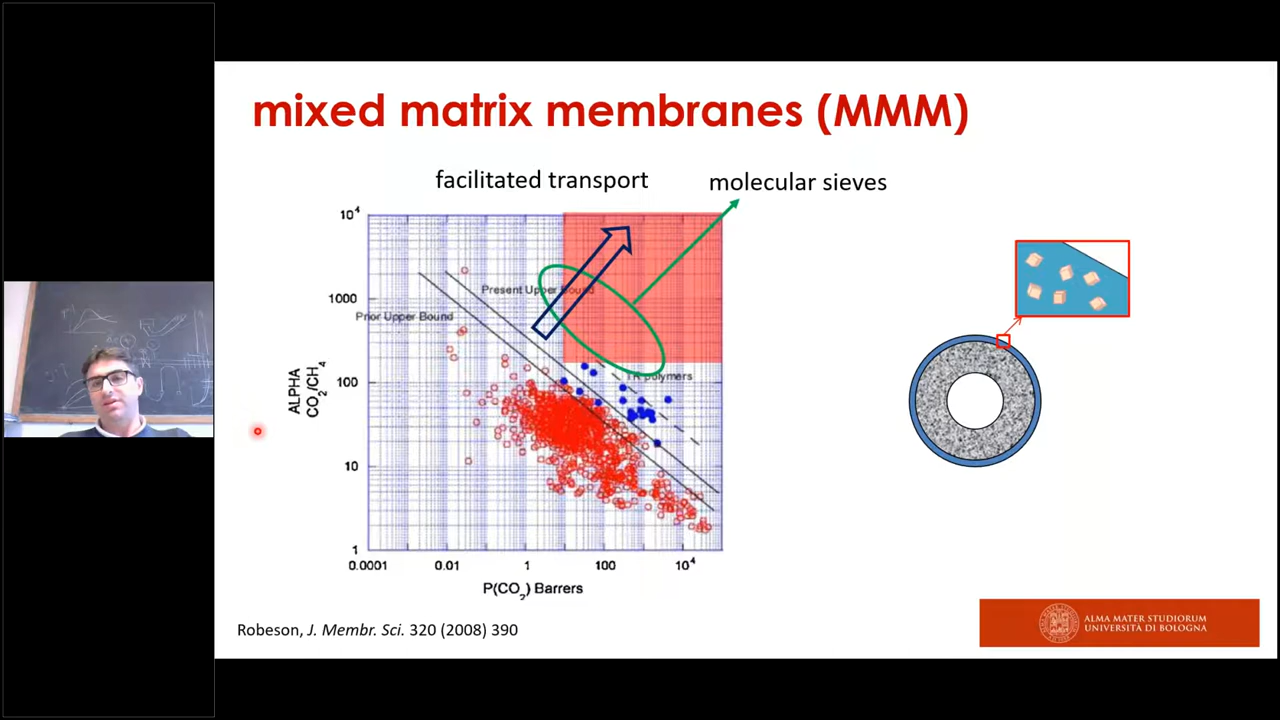 mixed matrix membranes (MMM)
facilitated transport
molecular sieves
10⁴
1000
100
10
1
ALPHA
CO₂/CH₄
Present Upper Bound
Prior Upper Bound
TR polymers
0.0001
0.01
1
100
10⁴
P(CO₂) Barrers
Robeson, J. Membr. Sci. 320 (2008) 390
ALMA MATER STUDIORUM
UNIVERSITÀ DI BOLOGNA